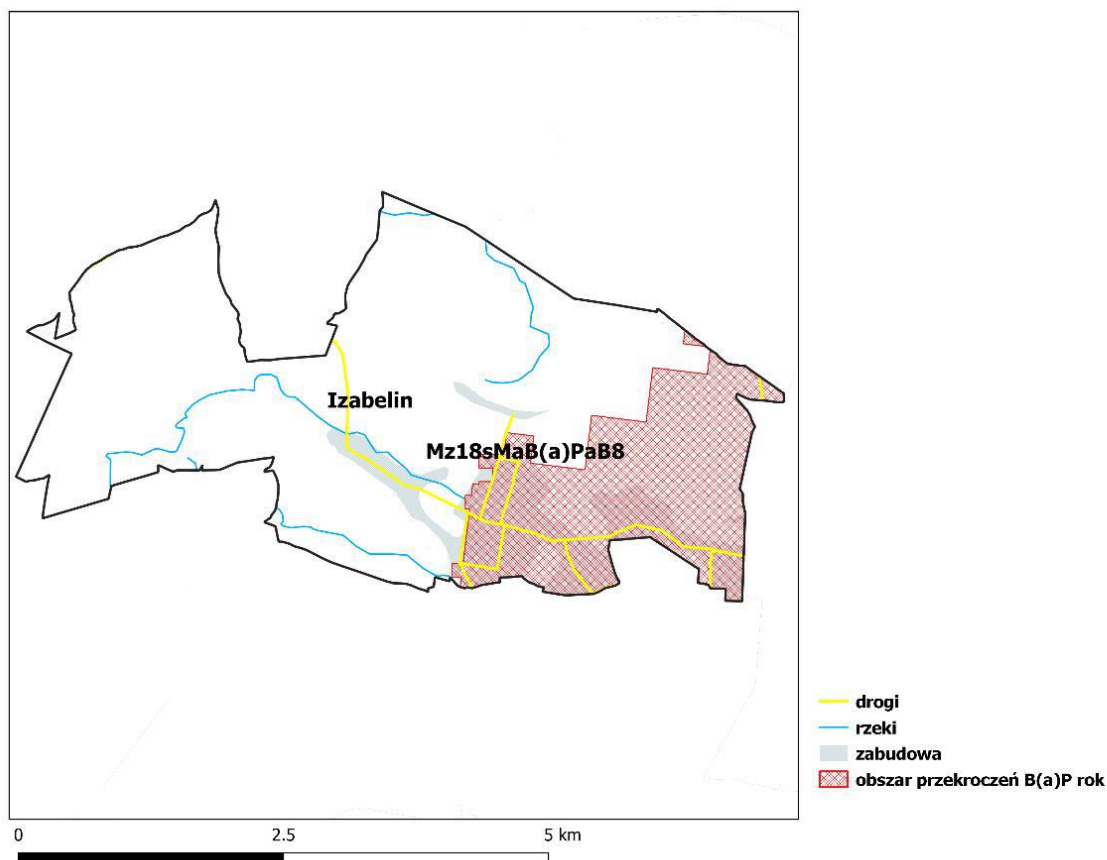 Izabelin
Mz18sMaB(a)PaB8
drogi
rzeki
zabudowa
obszar przekroczeń B(a)P rok
0
2.5
5 km